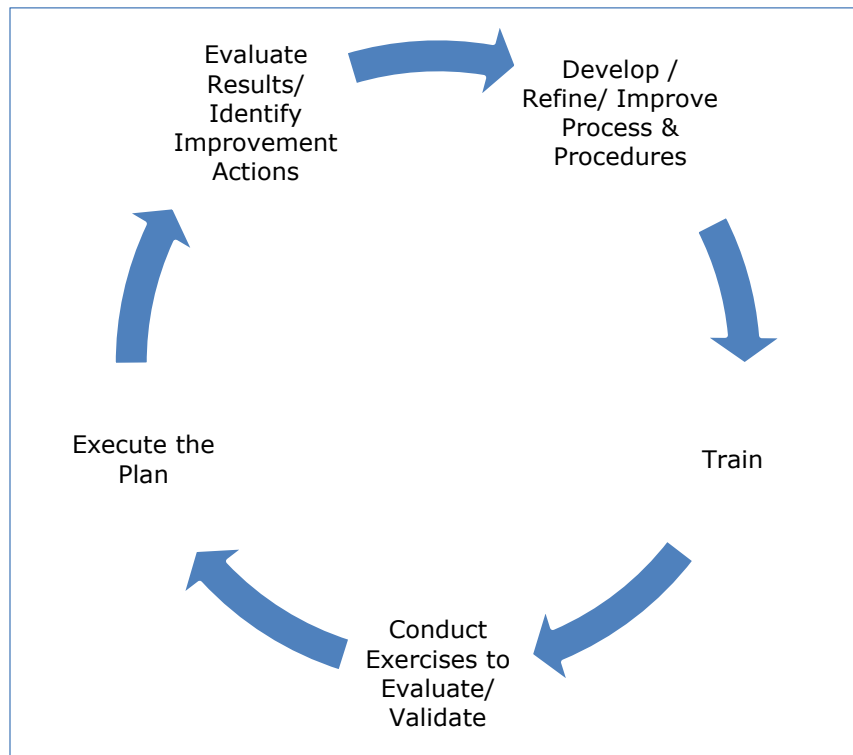 Evaluate
Results/
Identify
Improvement
Actions
Develop /
Refine/ Improve
Process &
Procedures
Train
Conduct
Exercises to
Evaluate/
Validate
Execute the
Plan